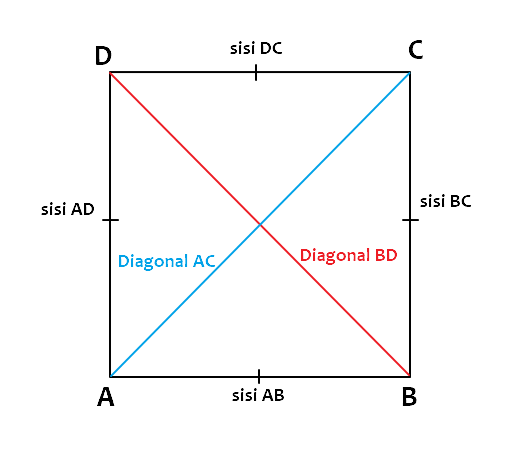 D
sisi DC
C
sisi AD
sisi BC
Diagonal AC
Diagonal BD
A
sisi AB
B